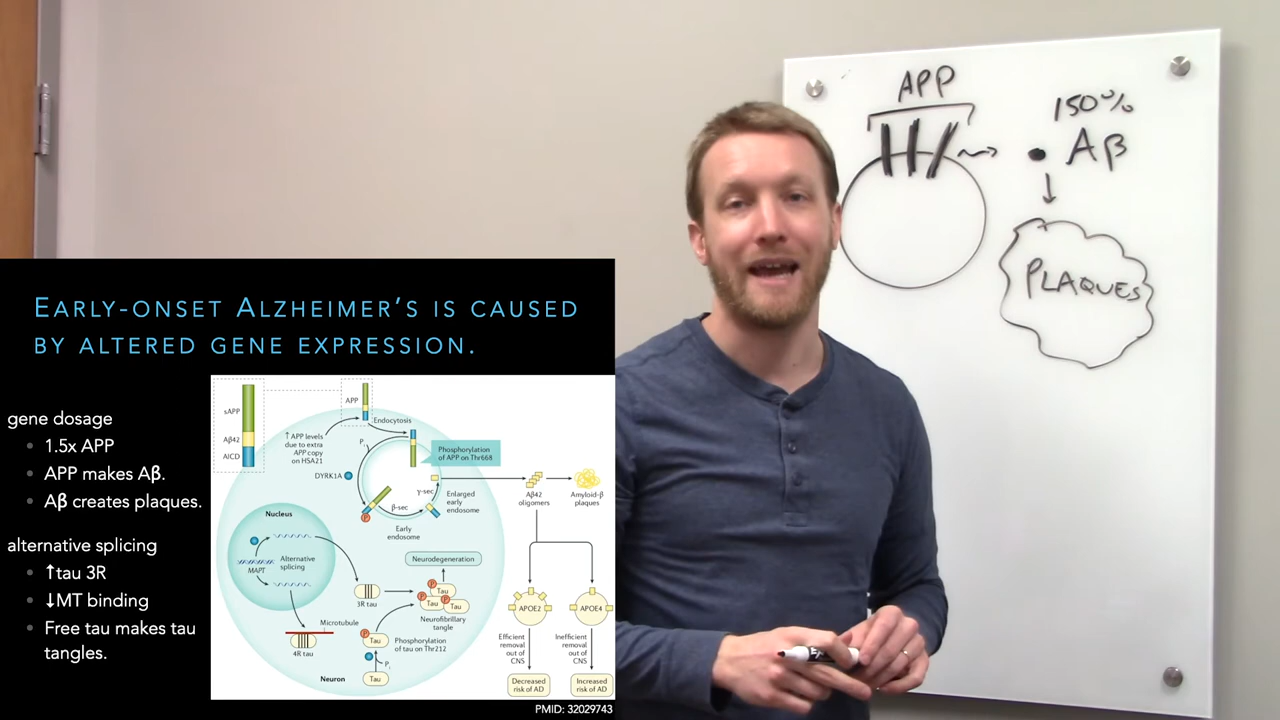 APP
150%
Aβ
PLAQUES
EARLY-ONSET ALZHEIMER'S IS CAUSED
BY ALTERED GENE EXPRESSION.
gene dosage
• 1.5x APP
• APP makes Aβ.
• Aβ creates plaques.
alternative splicing
• ↑tau 3R
• ↓MT binding
• Free tau makes tau
tangles.
sAPP
Aβ42
AICD
APP
Endocytosis
↑ APP levels
due to extra
APP copy
on HSA21
P
i
Phosphorylation
of APP on Thr668
DYRK1A
γ-sec
β-sec
P
Enlarged
early
endosome
Early
endosome
Aβ42
oligomers
Amyloid-β
plaques
Nucleus
MAPT
Alternative
splicing
Neurodegeneration
3R tau
P
Tau
P
Tau
P
Tau
Neurofibrillary
tangle
Microtubule
4R tau
P
Tau
Phosphorylation
of tau on Thr212
P
i
Tau
Neuron
APOE2
APOE4
Efficient
removal
out of
CNS
Inefficient
removal
out of
CNS
Decreased
risk of AD
Increased
risk of AD
PMID: 32029743